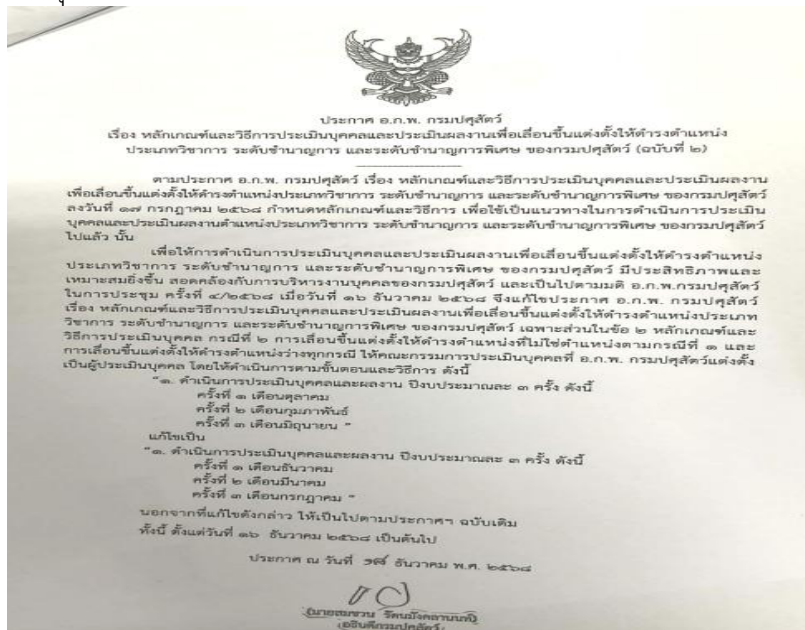 ประกาศ อ.ก.พ. กรมปศุสัตว์
เรื่อง หลักเกณฑ์และวิธีการประเมินบุคคลและประเมินผลงานเพื่อเลื่อนขึ้นแต่งตั้งให้ดำรงตำแหน่ง
ประเภทวิชาการ ระดับชำนาญการ และระดับชำนาญการพิเศษ ของกรมปศุสัตว์ (ฉบับที่ ๒)
ตามประกาศ อ.ก.พ. กรมปศุสัตว์ เรื่อง หลักเกณฑ์และวิธีการประเมินบุคคลและประเมินผลงาน
เพื่อเลื่อนขึ้นแต่งตั้งให้ดำรงตำแหน่งประเภทวิชาการ ระดับชำนาญการ และระดับชำนาญการพิเศษ ของกรมปศุสัตว์
ลงวันที่ ๑๗ กรกฎาคม ๒๕๖๘ กำหนดหลักเกณฑ์และวิธีการ เพื่อใช้เป็นแนวทางในการดำเนินการประเมิน
บุคคลและประเมินผลงานตำแหน่งประเภทวิชาการ ระดับชำนาญการ และระดับชำนาญการพิเศษ ของกรมปศุสัตว์
ไปแล้ว นั้น
เพื่อให้การดำเนินการประเมินบุคคลและประเมินผลงานเพื่อเลื่อนขึ้นแต่งตั้งให้ดำรงตำแหน่ง
ประเภทวิชาการ ระดับชำนาญการ และระดับชำนาญการพิเศษ ของกรมปศุสัตว์ มีประสิทธิภาพและ
เหมาะสมยิ่งขึ้น สอดคล้องกับการบริหารงานบุคคลของกรมปศุสัตว์ และเป็นไปตามมติ อ.ก.พ.กรมปศุสัตว์
ในการประชุม ครั้งที่ ๔/๒๕๖๘ เมื่อวันที่ ๑๖ ธันวาคม ๒๕๖๘ จึงแก้ไขประกาศ อ.ก.พ. กรมปศุสัตว์
เรื่อง หลักเกณฑ์และวิธีการประเมินบุคคลและประเมินผลงานเพื่อเลื่อนขึ้นแต่งตั้งให้ดำรงตำแหน่งประเภท
วิชาการ ระดับชำนาญการ และระดับชำนาญการพิเศษ ของกรมปศุสัตว์ เฉพาะส่วนในข้อ ๒ หลักเกณฑ์และ
วิธีการประเมินบุคคล กรณีที่ ๒ การเลื่อนขึ้นแต่งตั้งให้ดำรงตำแหน่งที่ไม่ใช่ตำแหน่งตามกรณีที่ ๑ และ
การเลื่อนขึ้นแต่งตั้งให้ดำรงตำแหน่งว่างทุกกรณี ให้คณะกรรมการประเมินบุคคลที่ อ.ก.พ. กรมปศุสัตว์แต่งตั้ง
เป็นผู้ประเมินบุคคล โดยให้ดำเนินการตามขั้นตอนและวิธีการ ดังนี้
"๑. ดำเนินการประเมินบุคคลและผลงาน ปีงบประมาณละ ๓ ครั้ง ดังนี้
ครั้งที่ ๑ เดือนตุลาคม
ครั้งที่ ๒ เดือนกุมภาพันธ์
ครั้งที่ ๓ เดือนมิถุนายน "
แก้ไขเป็น
"๑. ดำเนินการประเมินบุคคลและผลงาน ปีงบประมาณละ ๓ ครั้ง ดังนี้
ครั้งที่ ๑ เดือนธันวาคม
ครั้งที่ ๒ เดือนมีนาคม
ครั้งที่ ๓ เดือนกรกฎาคม "
นอกจากที่แก้ไขดังกล่าว ให้เป็นไปตามประกาศฯ ฉบับเดิม
ทั้งนี้ ตั้งแต่วันที่ ๑๖ ธันวาคม ๒๕๖๘ เป็นต้นไป
ประกาศ ณ วันที่ ๑๘ ธันวาคม พ.ศ. ๒๕๖๘
(นายสมชวน รัตนมังคลานนท์)
อธิบดีกรมปศุสัตว์